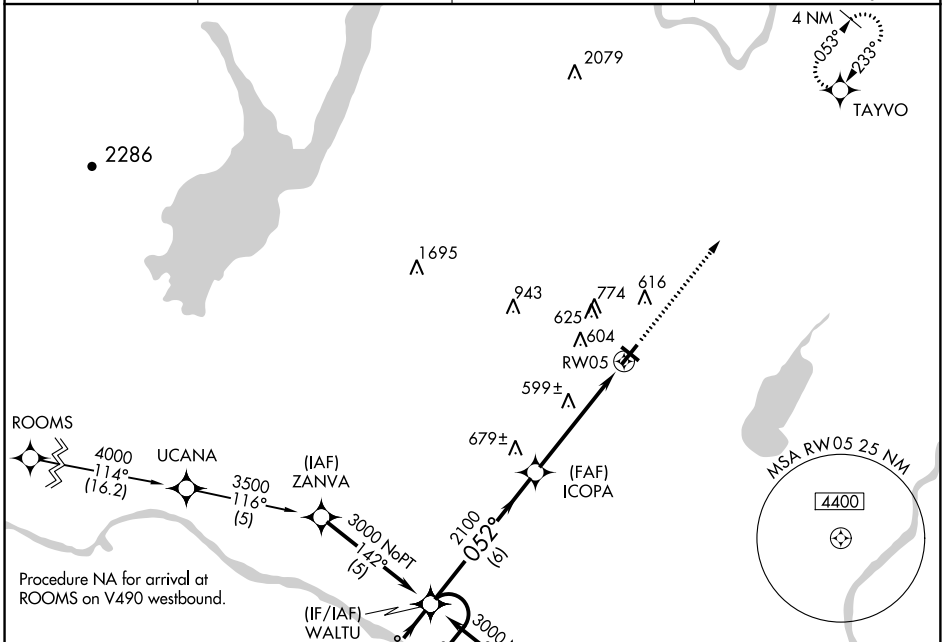 4 NM
053°
233°
TAYVO
2079
2286
1695
943
774
616
625
604
RW05
599±
679±
ROOMS
4000
114°
(16.2)
UCANA
3500
116°
(5)
(IAF)
ZANVA
3000 NoPT
142°
(5)
(FAF)
ICOPA
2100
052°
(6)
MSA RW05 25 NM
4400
Procedure NA for arrival at
ROOMS on V490 westbound.
(IF/IAF)
WALTU
3000